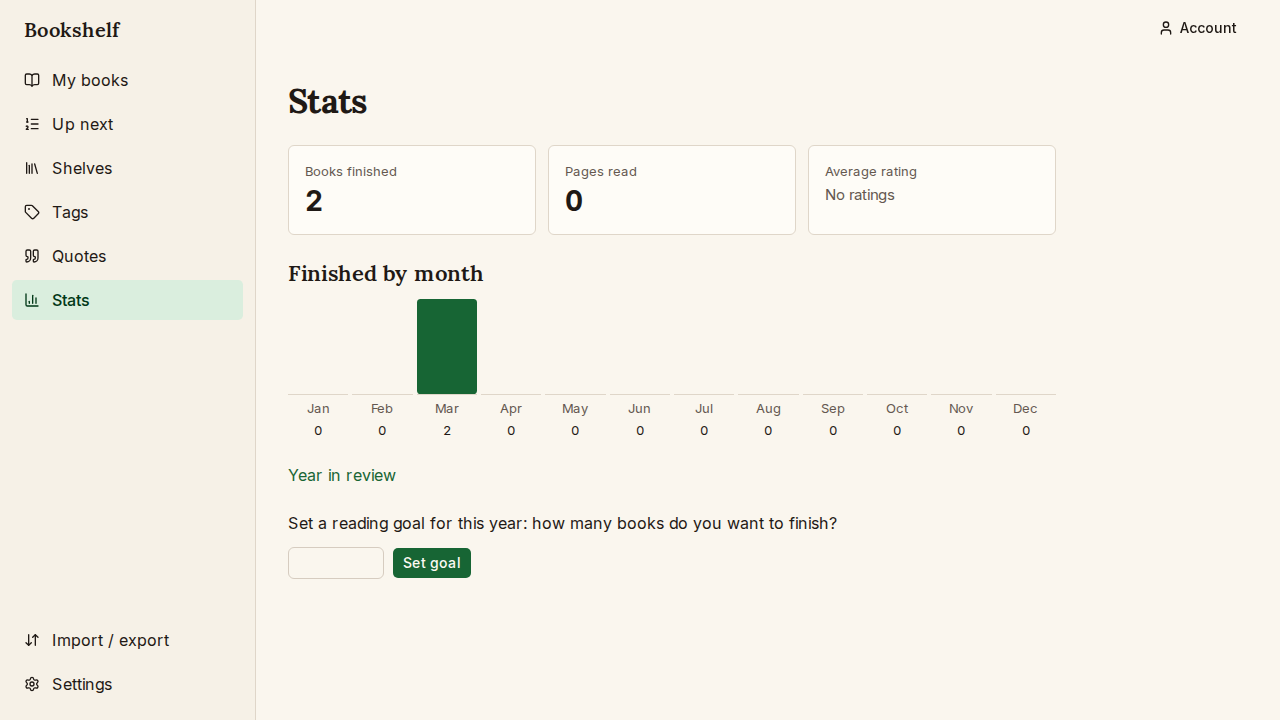 Bookshelf
Account
My books
Up next
Shelves
Tags
Quotes
Stats
Import / export
Settings
Stats
Books finished
2
Pages read
0
Average rating
No ratings
Finished by month
Jan Feb Mar Apr May Jun Jul Aug Sep Oct Nov Dec
0 0 2 0 0 0 0 0 0 0 0 0
Year in review
Set a reading goal for this year: how many books do you want to finish?
Set goal